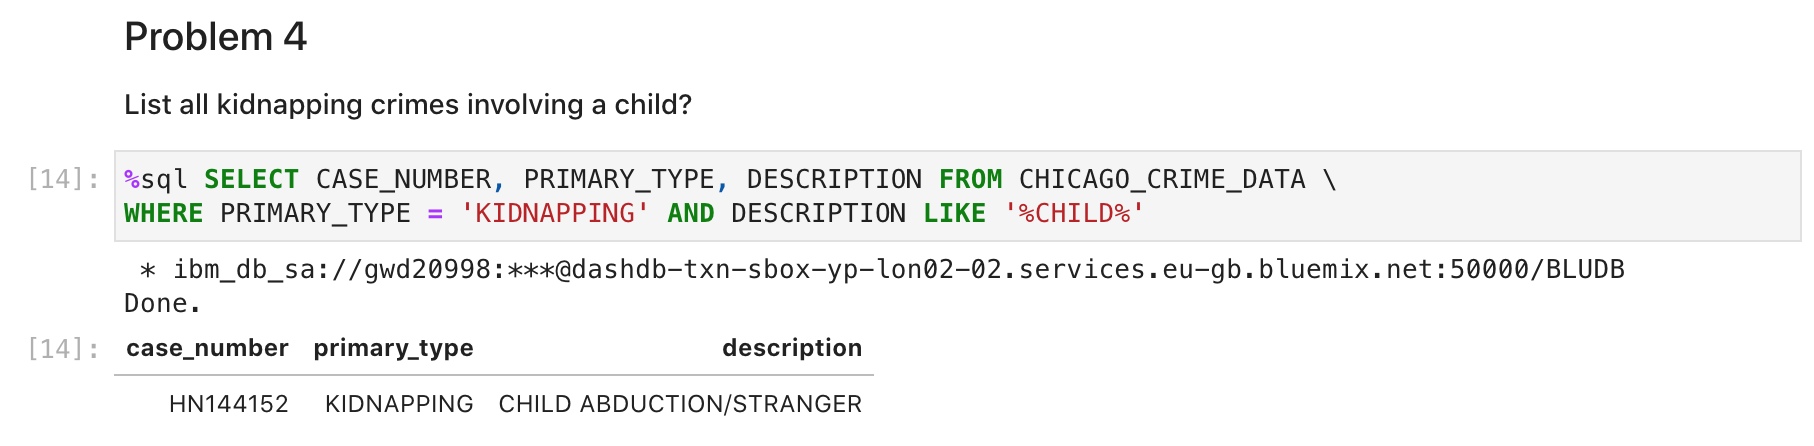 Problem 4
List all kidnapping crimes involving a child?
[14]: %sql SELECT CASE_NUMBER, PRIMARY_TYPE, DESCRIPTION FROM CHICAGO_CRIME_DATA \
WHERE PRIMARY_TYPE = 'KIDNAPPING' AND DESCRIPTION LIKE '%CHILD%'
* ibm_db_sa://gwd20998:***@dashdb-txn-sbox-yp-lon02-02.services.eu-gb.bluemix.net:50000/BLUDB
Done.
[14]: case_number primary_type description
HN144152 KIDNAPPING CHILD ABDUCTION/STRANGER